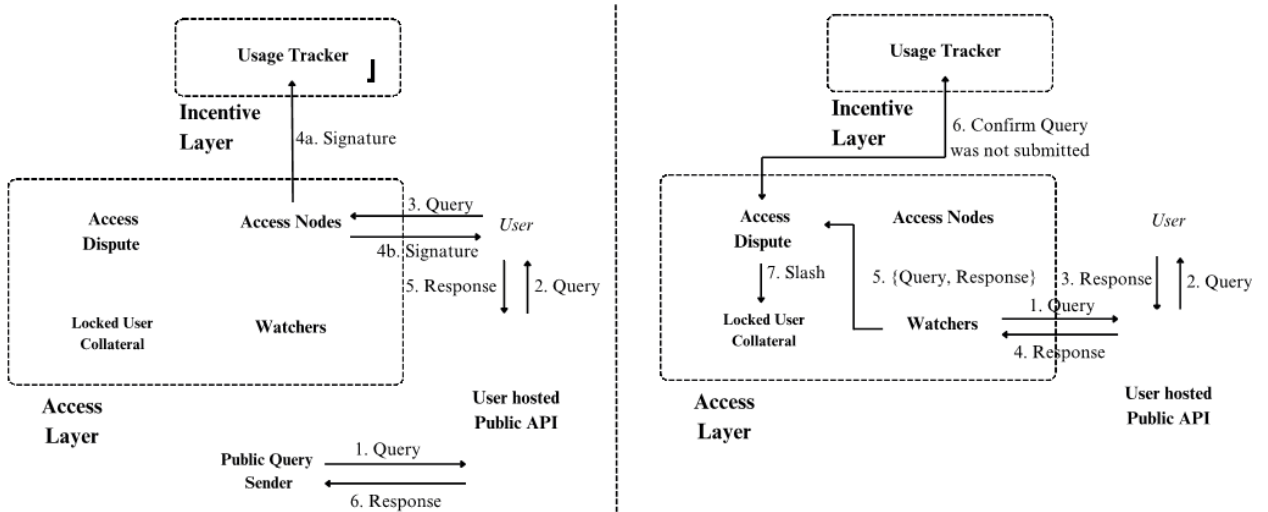 Usage Tracker
Incentive
Layer
4a. Signature
Access
Dispute
Access Nodes
3. Query
User
4b. Signature
5. Response
2. Query
Locked User
Collateral
Watchers
Access
Layer
User hosted
Public API
1. Query
Public Query
Sender
6. Response
Usage Tracker
Incentive
Layer
6. Confirm Query
was not submitted
Access
Dispute
Access Nodes
User
7. Slash
5. {Query, Response}
3. Response
2. Query
1. Query
Locked User
Collateral
Watchers
4. Response
Access
Layer
User hosted
Public API